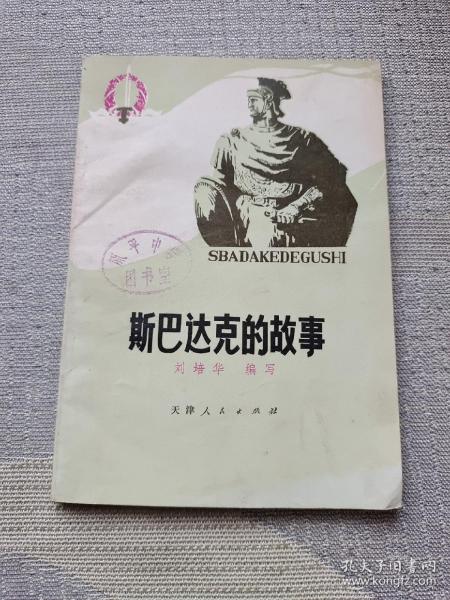 SBADAKEDEGUSHI
图书室
斯巴达克的故事
刘培华 编写
天津人民出版社
孔夫子旧书网
www.kongfz.com